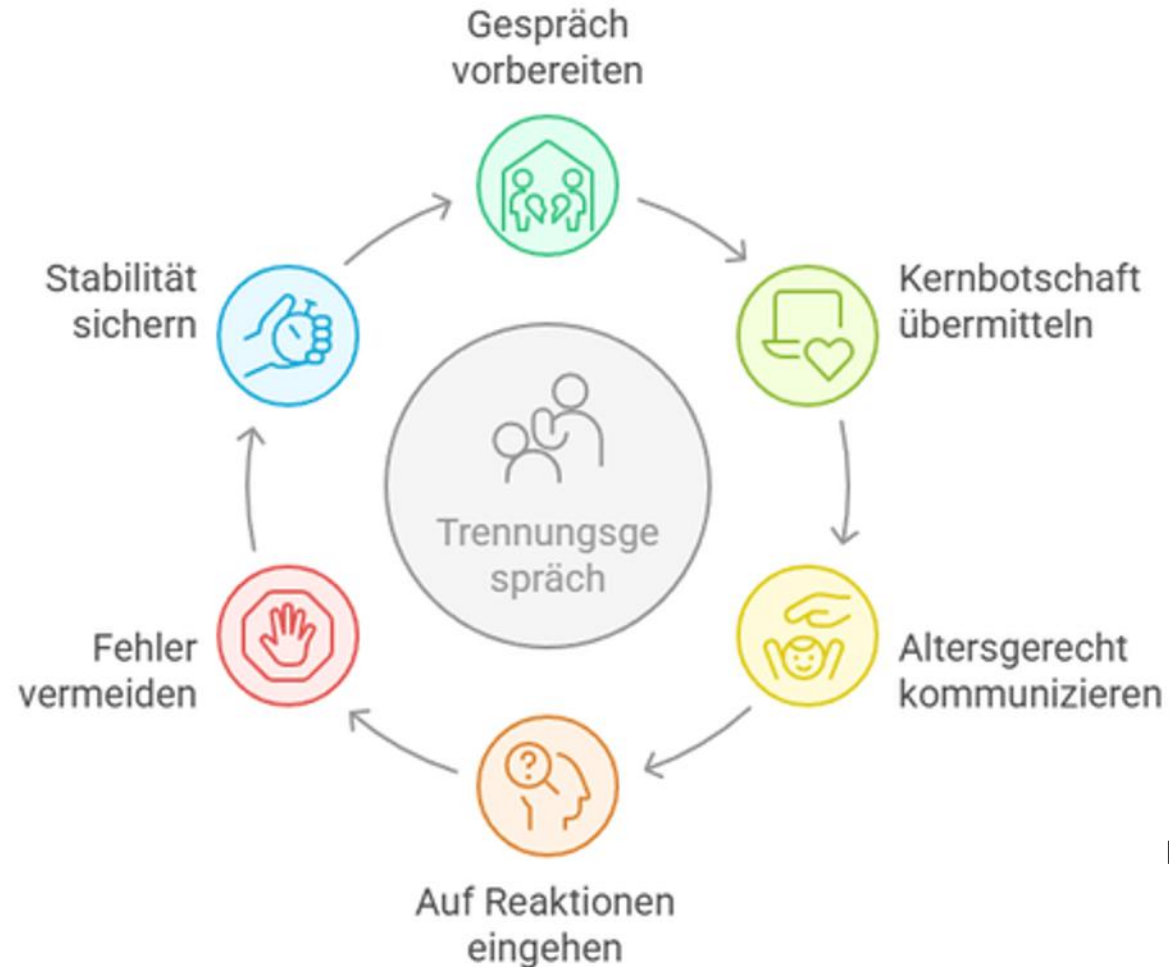 Gespräch
vorbereiten
Kernbotschaft
übermitteln
Altersgerecht
kommunizieren
Auf Reaktionen
eingehen
Fehler
vermeiden
Stabilität
sichern
Trennungsge
spräch
?